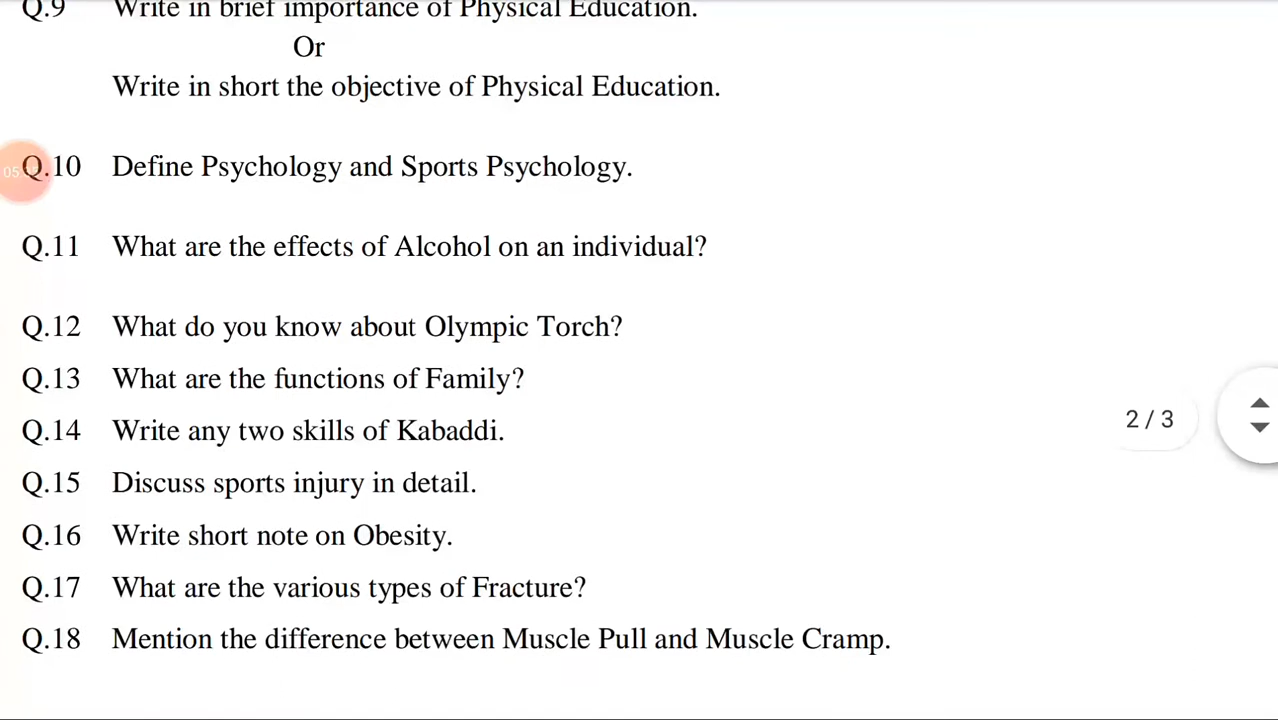 Q.9 Write in brief importance of Physical Education.
Or
Write in short the objective of Physical Education.
Q.10 Define Psychology and Sports Psychology.
Q.11 What are the effects of Alcohol on an individual?
Q.12 What do you know about Olympic Torch?
Q.13 What are the functions of Family?
Q.14 Write any two skills of Kabaddi.
2 / 3
Q.15 Discuss sports injury in detail.
Q.16 Write short note on Obesity.
Q.17 What are the various types of Fracture?
Q.18 Mention the difference between Muscle Pull and Muscle Cramp.